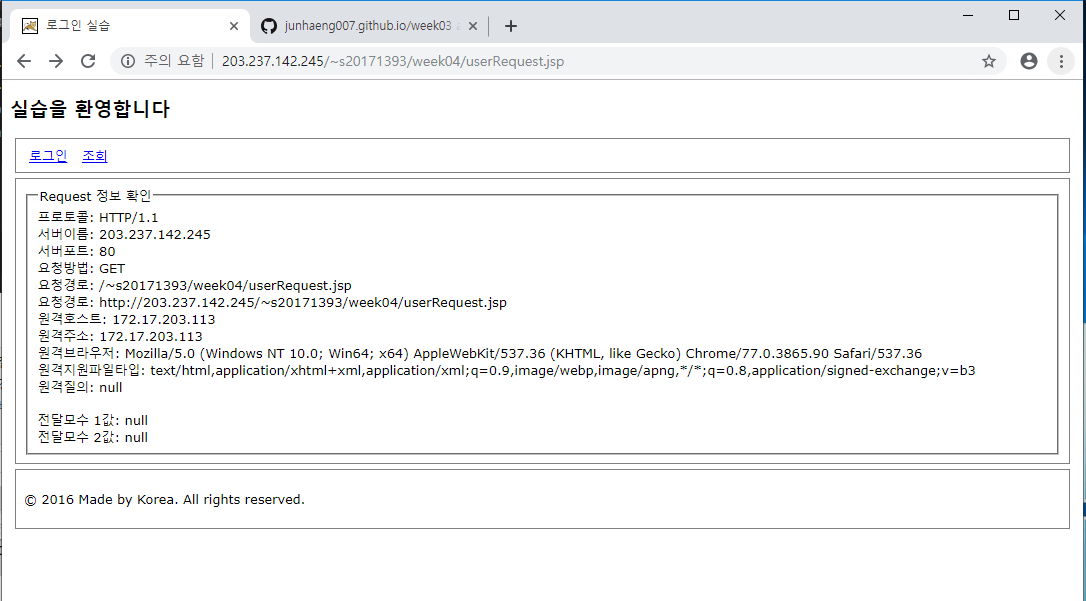 로그인 실습
junhaeng007.github.io/week03
주의 요함 203.237.142.245/~s20171393/week04/userRequest.jsp
실습을 환영합니다
로그인 조회
Request 정보 확인
프로토콜: HTTP/1.1
서버이름: 203.237.142.245
서버포트: 80
요청방법: GET
요청경로: /~s20171393/week04/userRequest.jsp
요청경로: http://203.237.142.245/~s20171393/week04/userRequest.jsp
원격호스트: 172.17.203.113
원격주소: 172.17.203.113
원격브라우저: Mozilla/5.0 (Windows NT 10.0; Win64; x64) AppleWebKit/537.36 (KHTML, like Gecko) Chrome/77.0.3865.90 Safari/537.36
원격지원파일타입: text/html,application/xhtml+xml,application/xml;q=0.9,image/webp,image/apng,*/*;q=0.8,application/signed-exchange;v=b3
원격질의: null
전달모수 1값: null
전달모수 2값: null
© 2016 Made by Korea. All rights reserved.